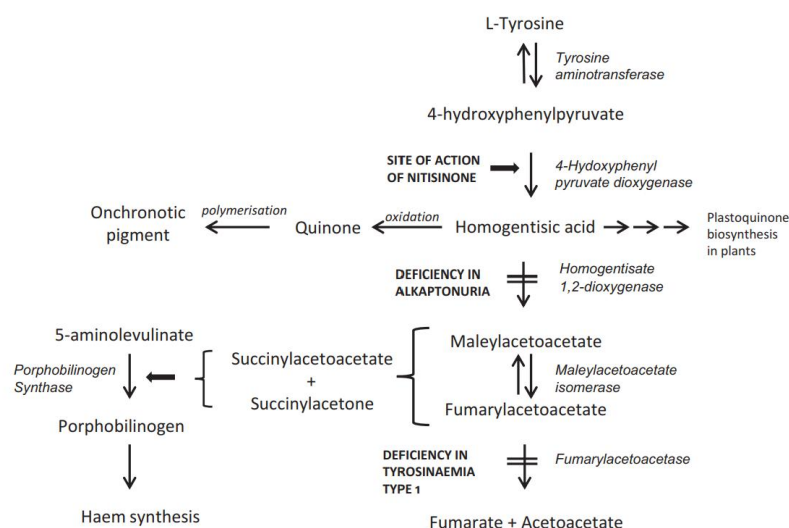 L-Tyrosine
Tyrosine
aminotransferase
4-hydroxyphenylpyruvate
SITE OF ACTION
OF NITISINONE
4-Hydoxyphenyl
pyruvate dioxygenase
Onchronotic
pigment
polymerisation
Quinone
oxidation
Homogentisic acid
Plastoquinone
biosynthesis
in plants
DEFICIENCY IN
ALKAPTONURIA
Homogentisate
1,2-dioxygenase
5-aminolevulinate
Porphobilinogen
Synthase
Succinylacetoacetate
+
Succinylacetone
Maleylacetoacetate
Maleylacetoacetate
isomerase
Fumarylacetoacetate
Porphobilinogen
DEFICIENCY IN
TYROSINAEMIA
TYPE 1
Fumarylacetoacetase
Haem synthesis
Fumarate + Acetoacetate